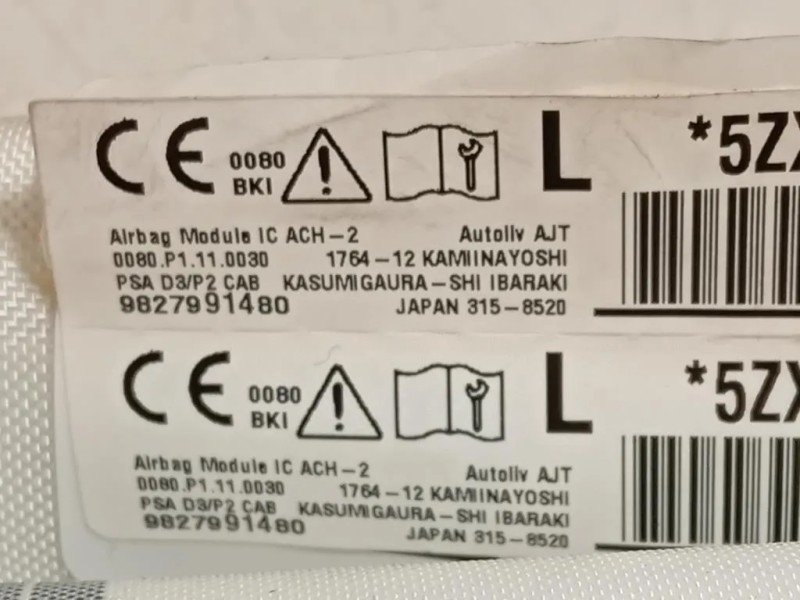 CE 0080 BKI L *5ZX
Airbag Module IC ACH-2 Autoliv AJT
0080.P1.11.0030 1764-12 KAMIINAYOSHI
PSA D3/P2 CAB KASUMIGAURA-SHI IBARAKI
9827991480 JAPAN 315-8520
CE 0080 BKI L *5ZX
Airbag Module IC ACH-2 Autoliv AJT
0080.P1.11.0030 1764-12 KAMIINAYOSHI
PSA D3/P2 CAB KASUMIGAURA-SHI IBARAKI
9827991480 JAPAN 315-8520